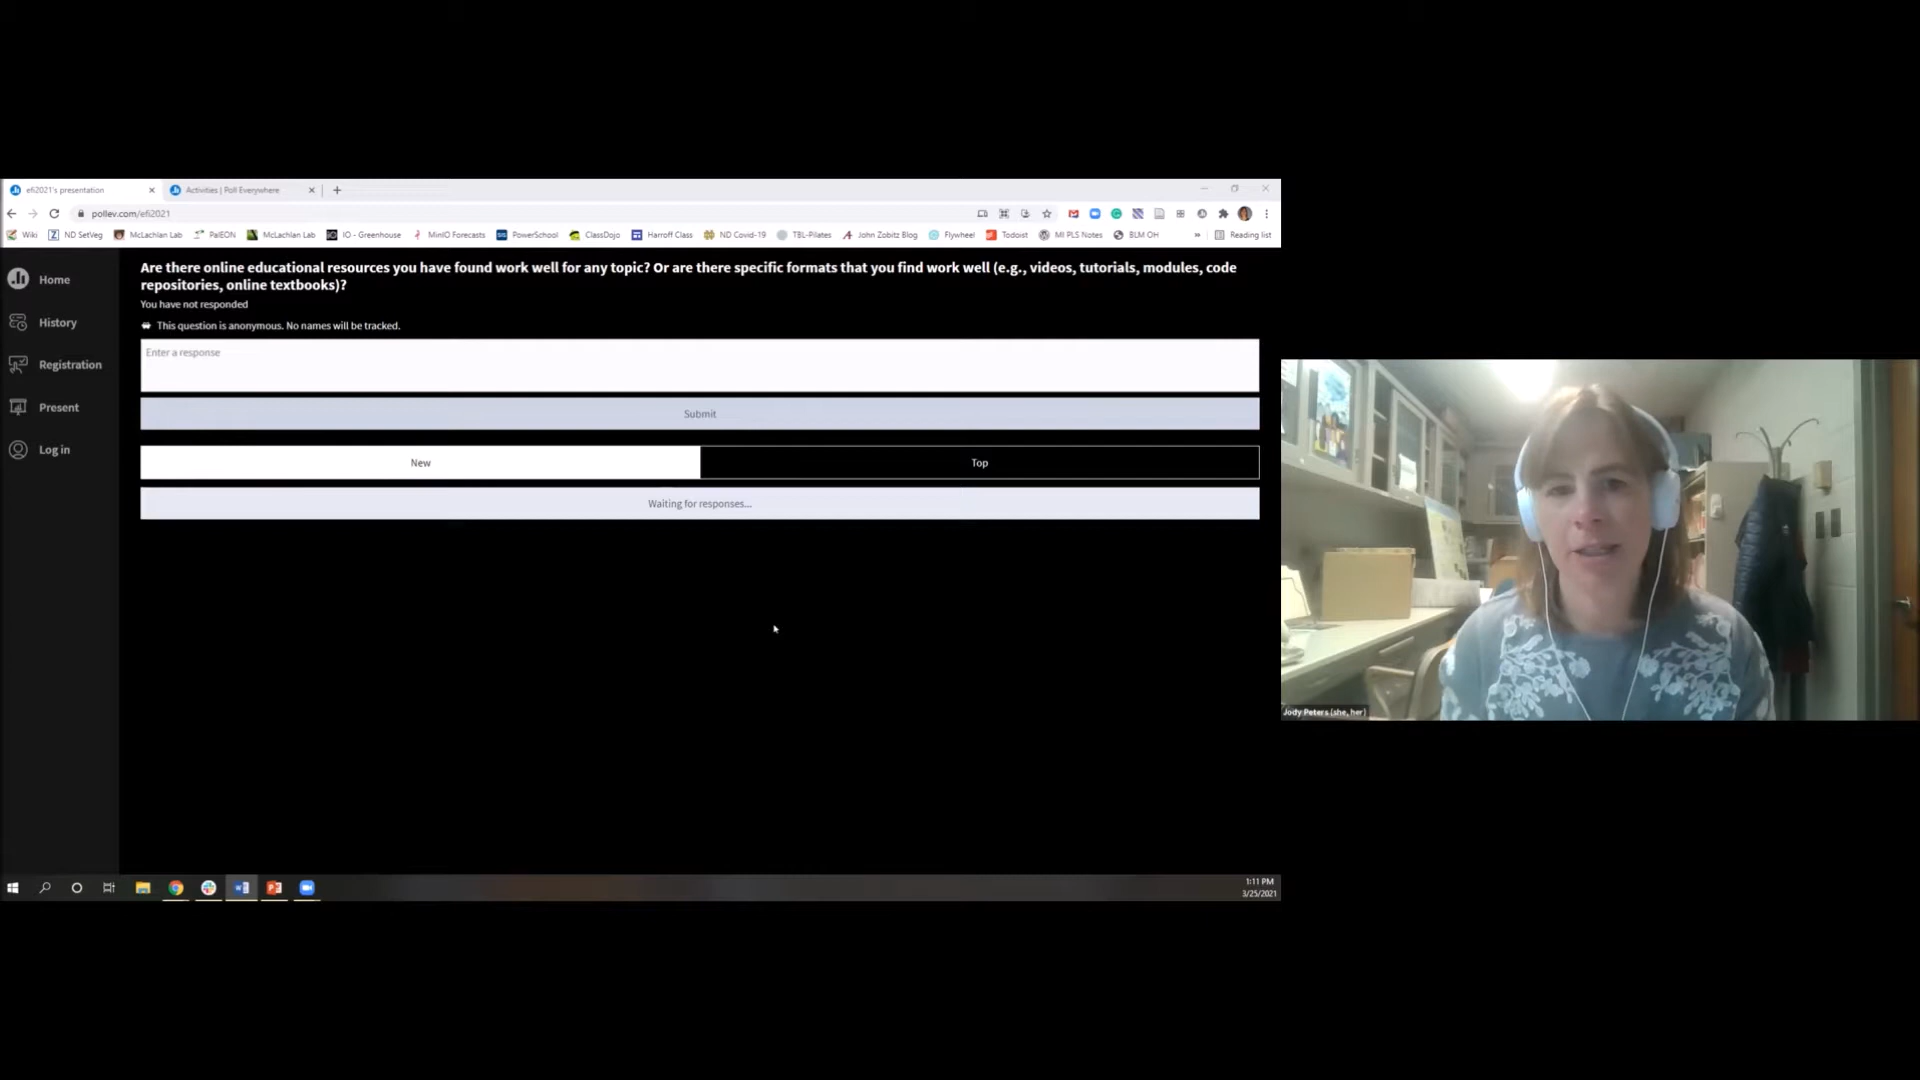 efi2021's presentation
Activities | Poll Everywhere
pollev.com/efi2021
Wiki ND SetVeg McLachlan Lab PalEON McLachlan Lab IO - Greenhouse MinIO Forecasts PowerSchool ClassDojo Harroff Class ND Covid-19 TBL-Pilates John Zobitz Blog Flywheel Todoist MI PLS Notes BLM OH » Reading list
Home
History
Registration
Present
Log in
Are there online educational resources you have found work well for any topic? Or are there specific formats that you find work well (e.g., videos, tutorials, modules, code
repositories, online textbooks)?
You have not responded
This question is anonymous. No names will be tracked.
Enter a response
Submit
New
Top
Waiting for responses...
Jody Peters (she, her)
1:11 PM
3/25/2021